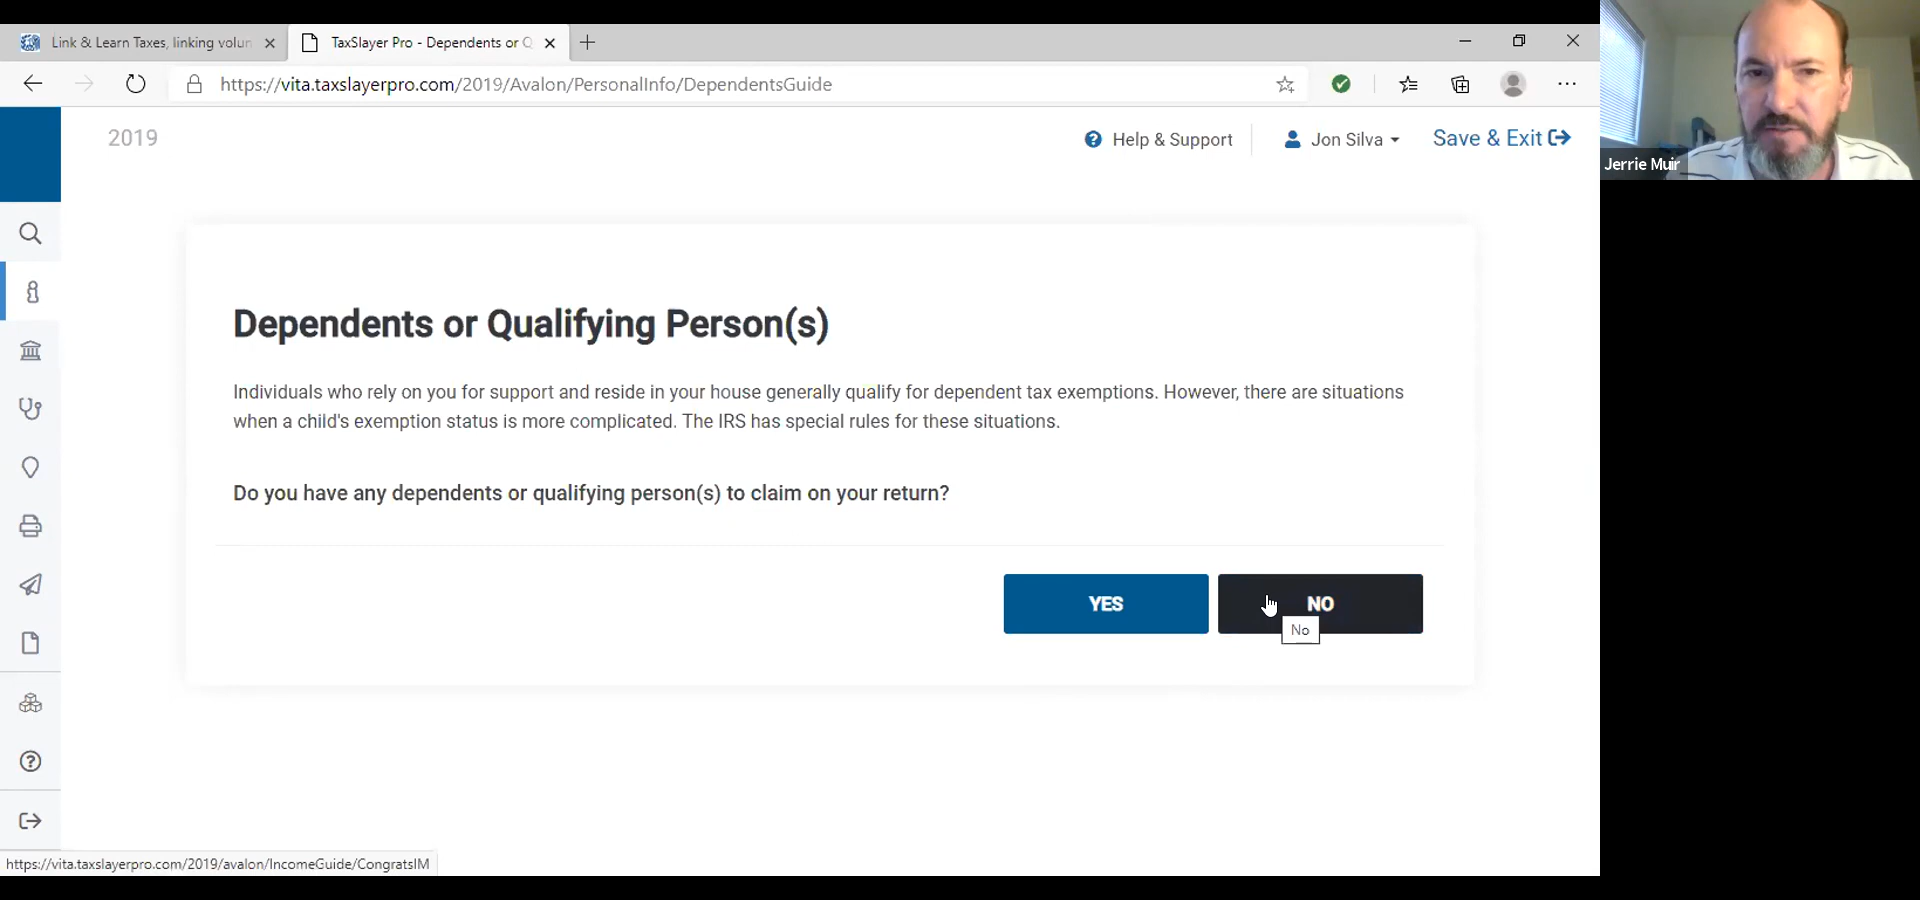 Link & Learn Taxes, linking volun
TaxSlayer Pro - Dependents or Q
https://vita.taxslayerpro.com/2019/Avalon/PersonalInfo/DependentsGuide
2019
Help & Support
Jon Silva
Save & Exit
Jerrie Muir
Dependents or Qualifying Person(s)
Individuals who rely on you for support and reside in your house generally qualify for dependent tax exemptions. However, there are situations
when a child's exemption status is more complicated. The IRS has special rules for these situations.
Do you have any dependents or qualifying person(s) to claim on your return?
YES
NO
No
https://vita.taxslayerpro.com/2019/avalon/IncomeGuide/CongratsIM